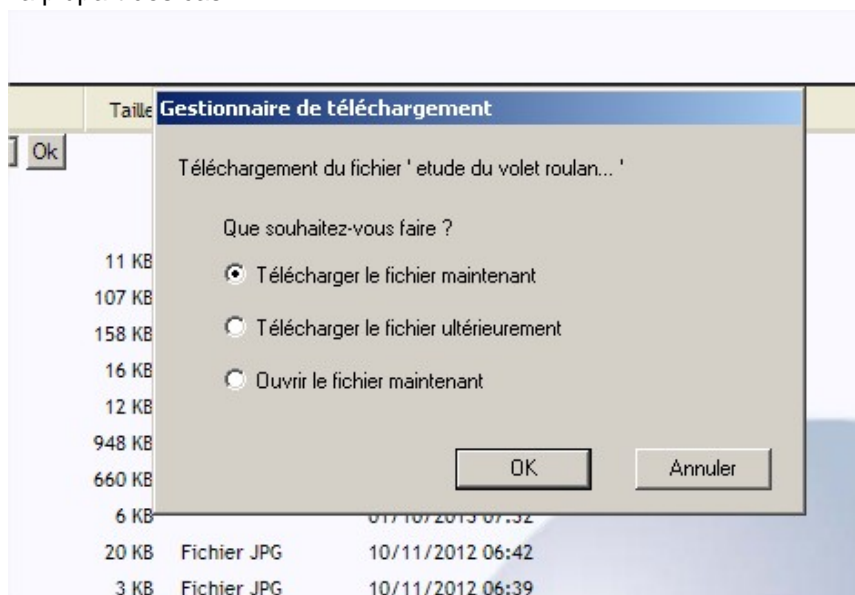 Taille
Gestionnaire de téléchargement
Ok
Téléchargement du fichier ' etude du volet roulan... '
Que souhaitez-vous faire ?
11 KB
Télécharger le fichier maintenant
107 KB
158 KB
Télécharger le fichier ultérieurement
16 KB
Ouvrir le fichier maintenant
12 KB
948 KB
OK
Annuler
660 KB
6 KB
20 KB Fichier JPG 10/11/2012 06:42
3 KB Fichier JPG 10/11/2012 06:39